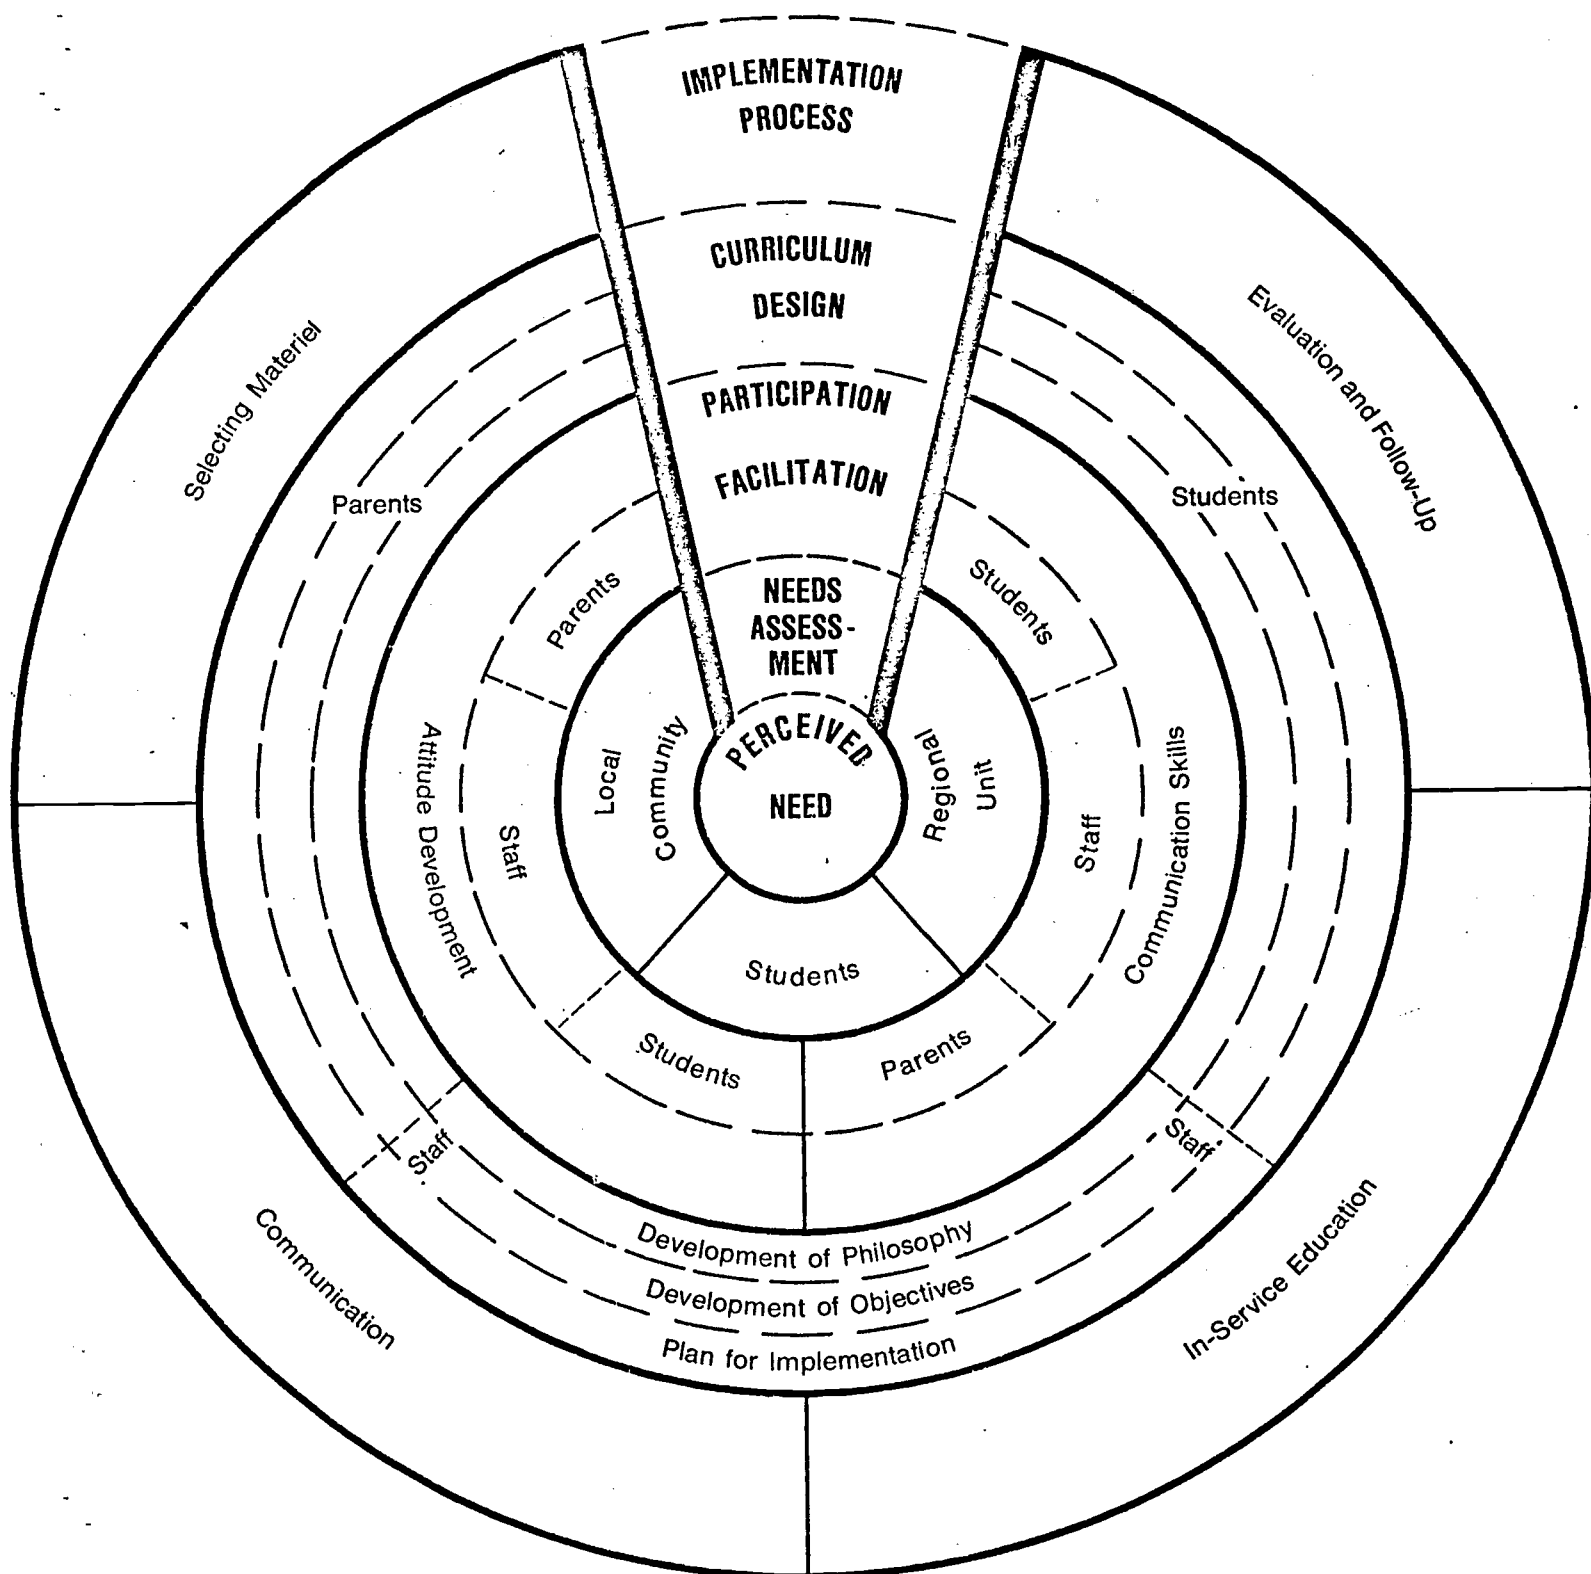 IMPLEMENTATION
PROCESS
CURRICULUM
DESIGN
PARTICIPATION
FACILITATION
NEEDS
ASSESS-
MENT
PERCEIVED
NEED
Selecting Materiel
Evaluation and Follow-Up
Communication
In-Service Education
Parents
Students
Staff
Staff
Development of Philosophy
Development of Objectives
Plan for Implementation
Attitude Development
Communication Skills
Parents
Staff
Students
Students
Staff
Parents
Local
Community
Regional
Unit
Students